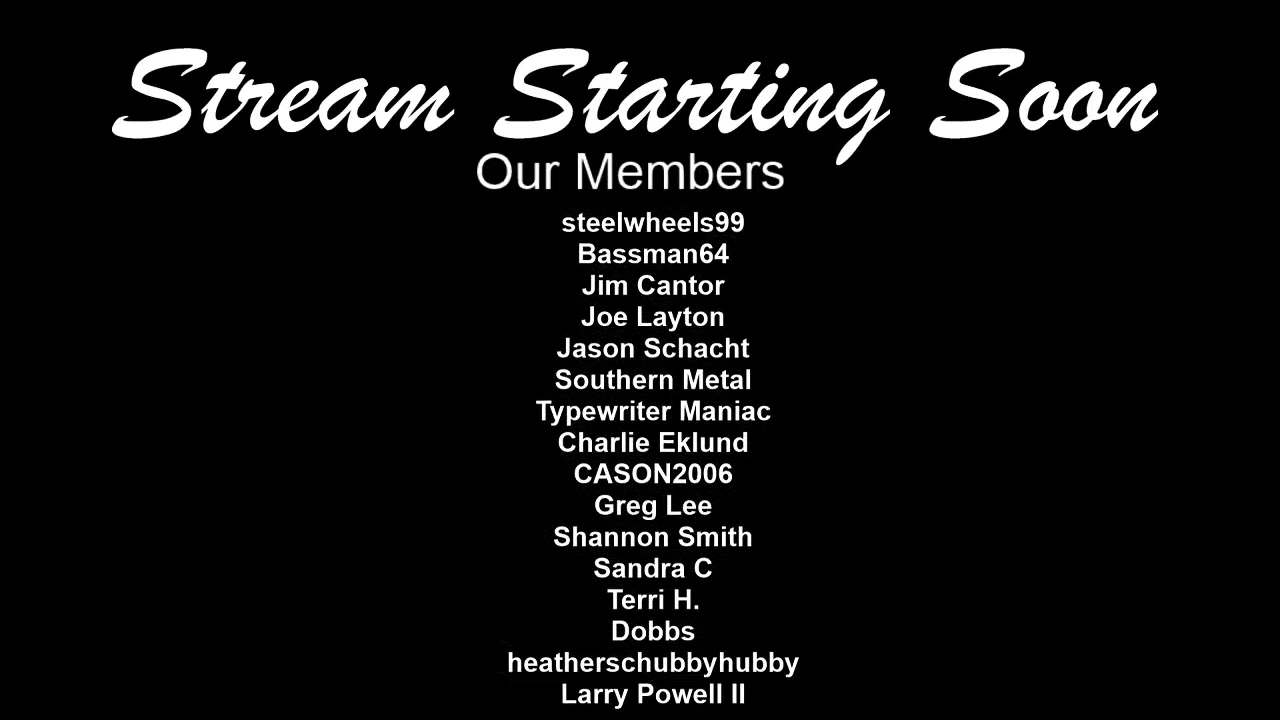 Stream Starting Soon
Our Members
steelwheels99
Bassman64
Jim Cantor
Joe Layton
Jason Schacht
Southern Metal
Typewriter Maniac
Charlie Eklund
CASON2006
Greg Lee
Shannon Smith
Sandra C
Terri H.
Dobbs
heatherschubbyhubby
Larry Powell II